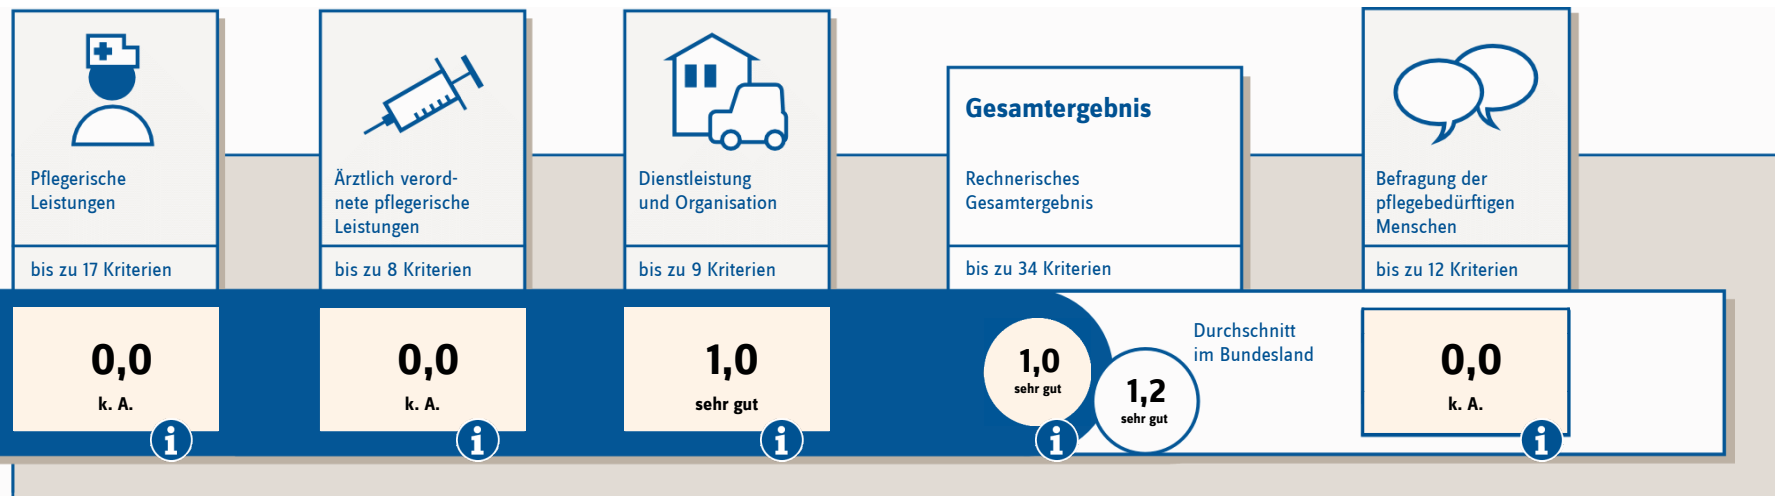 Pflegerische
Leistungen
bis zu 17 Kriterien
0,0
k. A.
Ärztlich verord-
nete pflegerische
Leistungen
bis zu 8 Kriterien
0,0
k. A.
Dienstleistung
und Organisation
bis zu 9 Kriterien
1,0
sehr gut
Gesamtergebnis
Rechnerisches
Gesamtergebnis
bis zu 34 Kriterien
1,0
sehr gut
1,2
sehr gut
Durchschnitt
im Bundesland
Befragung der
pflegebedürftigen
Menschen
bis zu 12 Kriterien
0,0
k. A.